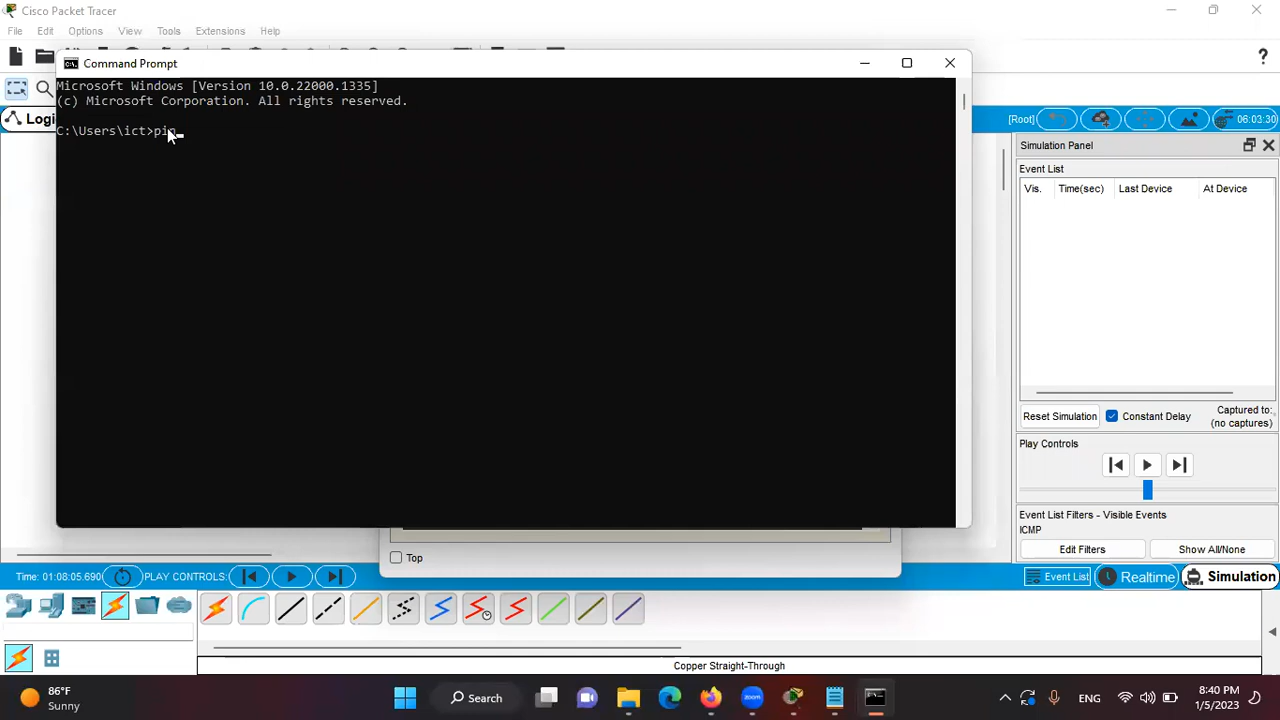 Cisco Packet Tracer
File Edit Options View Tools Extensions Help
Command Prompt
Microsoft Windows [Version 10.0.22000.1335]
(c) Microsoft Corporation. All rights reserved.
C:\Users\ict>pin_
Logi
[Root] 06:03:30
Simulation Panel
Event List
Vis. Time(sec) Last Device At Device
Reset Simulation Constant Delay Captured to:
(no captures)
Play Controls
Event List Filters - Visible Events
ICMP
Edit Filters Show All/None
Top
Time: 01:08:05.690 PLAY CONTROLS: Event List Realtime Simulation
Copper Straight-Through
86°F
Sunny
Search
zoom
ENG
8:40 PM
1/5/2023